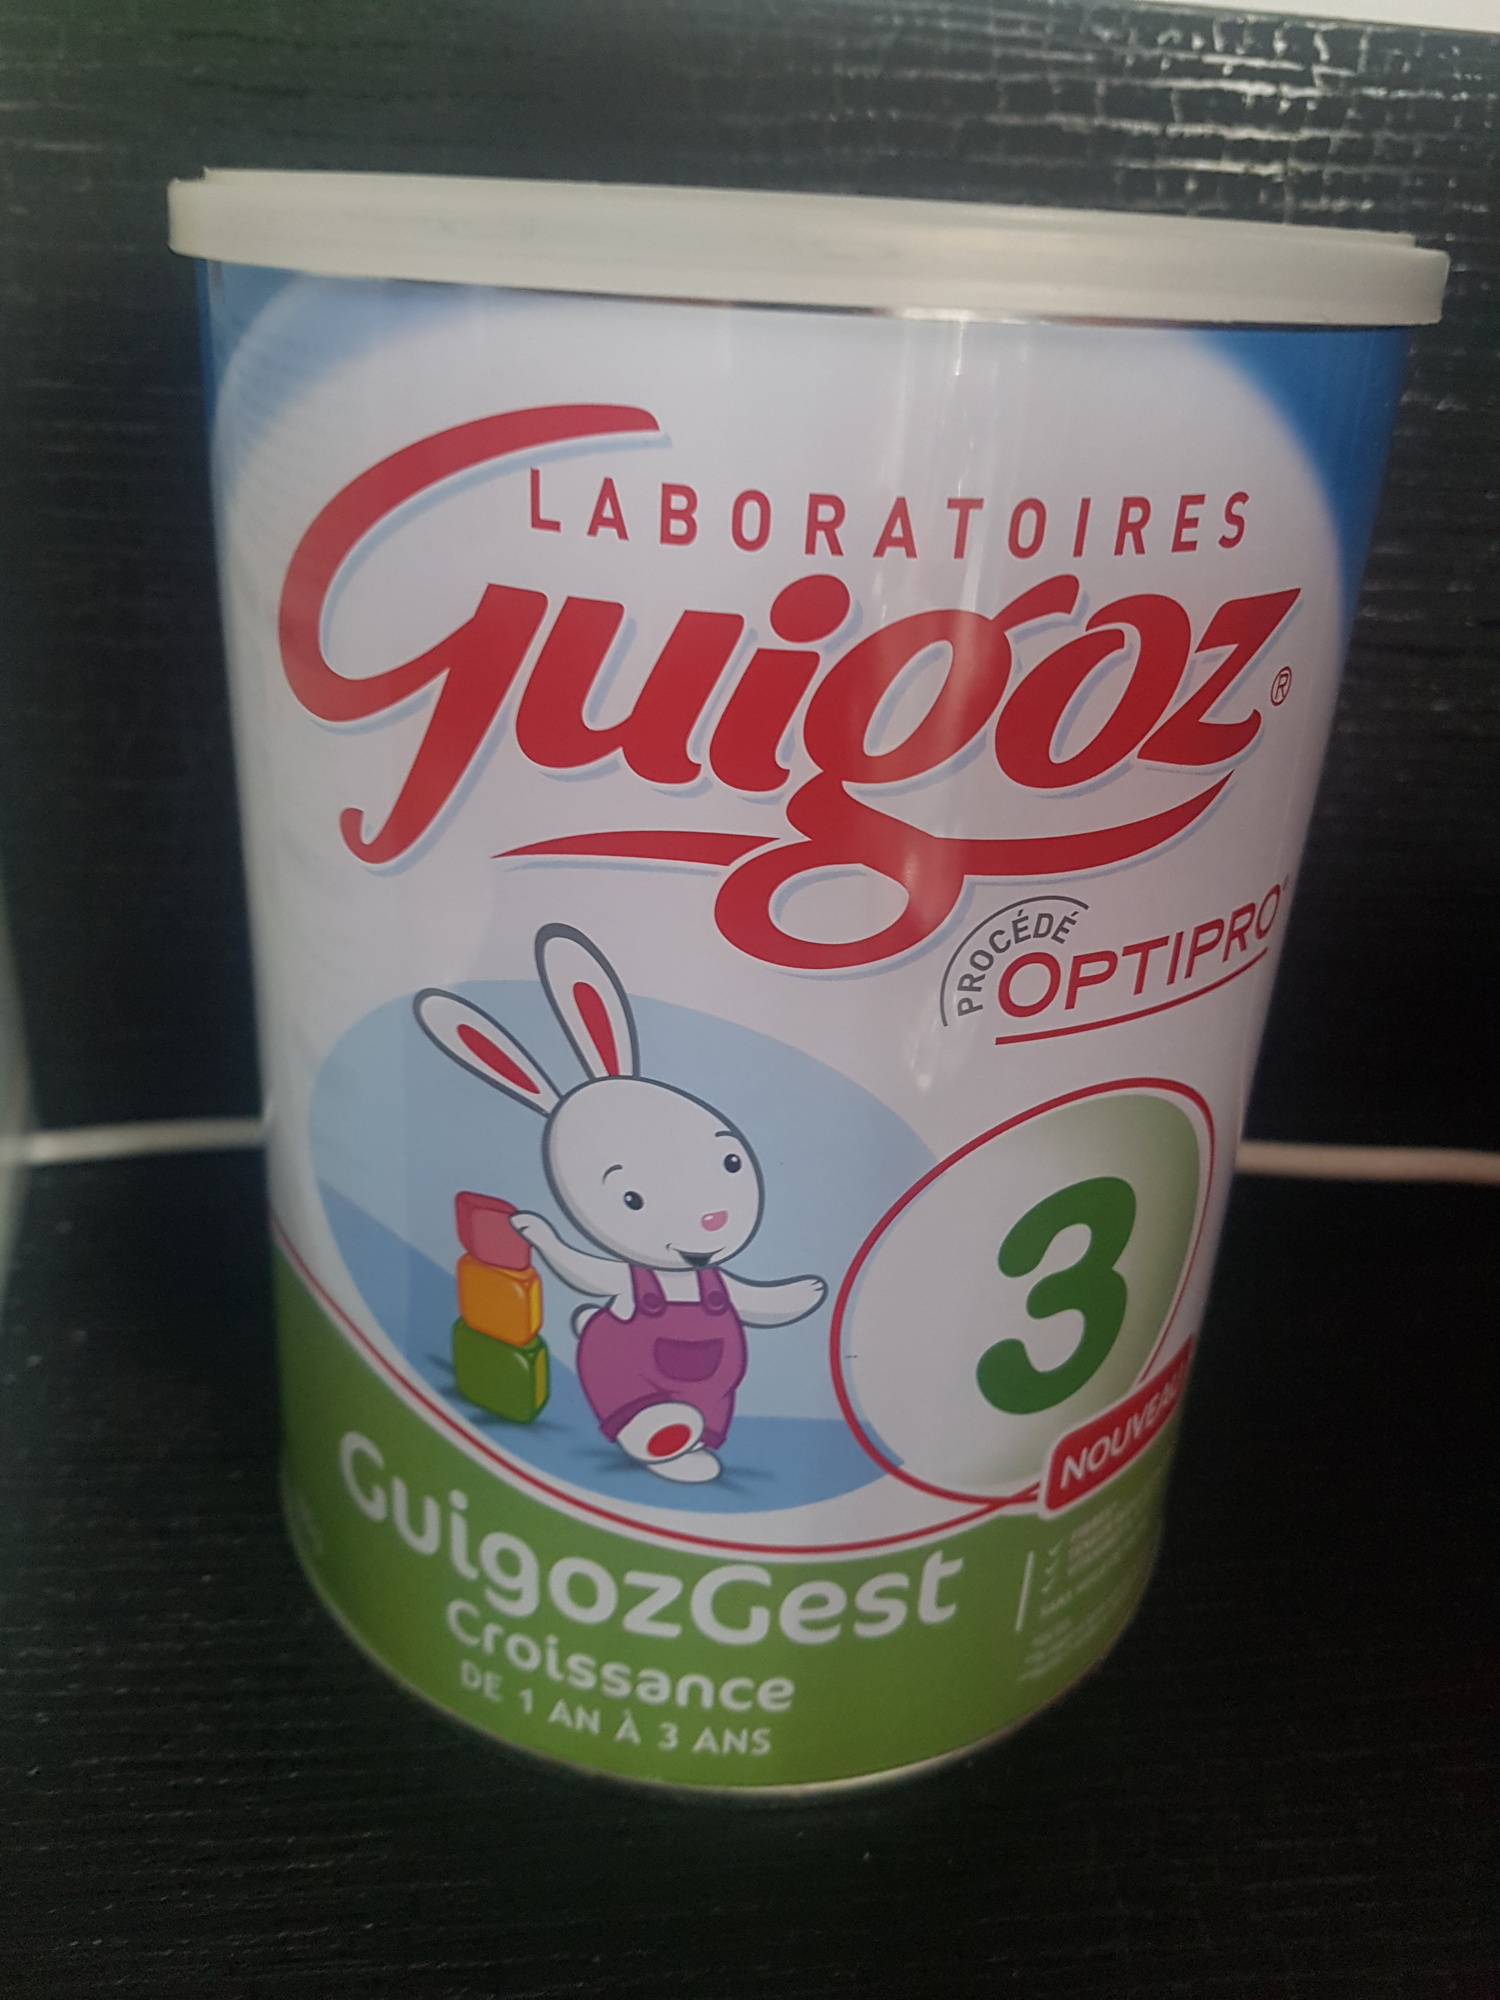 LABORATOIRES
Guigoz®
PROCÉDÉ
OPTIPRO
3
NOUVEAU
GuigozGest
Croissance
DE 1 AN À 3 ANS